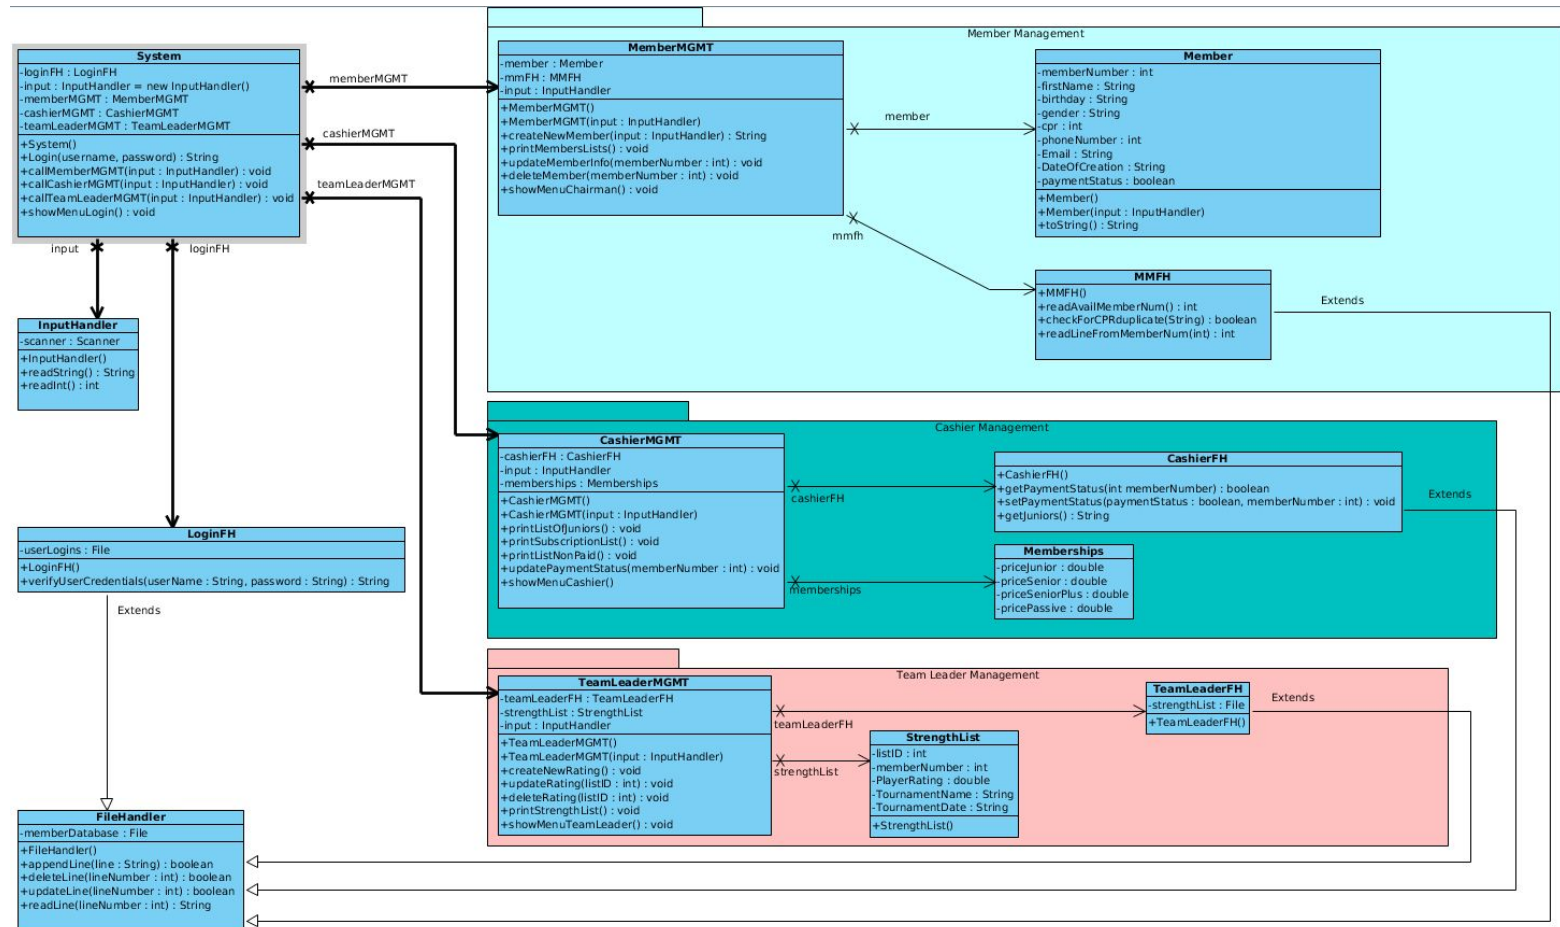 System
-loginFH : LoginFH
-input : InputHandler = new InputHandler()
-memberMGMT : MemberMGMT
-cashierMGMT : CashierMGMT
-teamLeaderMGMT : TeamLeaderMGMT
+System()
+Login(username, password) : String
+callMemberMGMT(input : InputHandler) : void
+callCashierMGMT(input : InputHandler) : void
+callTeamLeaderMGMT(input : InputHandler) : void
+showMenuLogin() : void
memberMGMT
cashierMGMT
teamLeaderMGMT
input
loginFH
InputHandler
-scanner : Scanner
+InputHandler()
+readString() : String
+readInt() : int
LoginFH
-userLogins : File
+LoginFH()
+verifyUserCredentials(userName : String, password : String) : String
Extends
FileHandler
-memberDatabase : File
+FileHandler()
+appendLine(line : String) : boolean
+deleteLine(lineNumber : int) : boolean
+updateLine(lineNumber : int) : boolean
+readLine(lineNumber : int) : String
Member Management
MemberMGMT
-member : Member
-mmFH : MMFH
-input : InputHandler
+MemberMGMT()
+MemberMGMT(input : InputHandler)
+createNewMember(input : InputHandler) : String
+printMembersLists() : void
+updateMemberInfo(memberNumber : int) : void
+deleteMember(memberNumber : int) : void
+showMenuChairman() : void
member
mmfh
Member
-memberNumber : int
-firstName : String
-birthday : String
-gender : String
-cpr : int
-phoneNumber : int
-Email : String
-DateOfCreation : String
-paymentStatus : boolean
+Member()
+Member(input : InputHandler)
+toString() : String
MMFH
+MMFH()
+readAvailMemberNum() : int
+checkForCPRduplicate(String) : boolean
+readLineFromMemberNum(int) : int
Extends
Cashier Management
CashierMGMT
-cashierFH : CashierFH
-input : InputHandler
-memberships : Memberships
+CashierMGMT()
+CashierMGMT(input : InputHandler)
+printListOfJuniors() : void
+printSubscriptionList() : void
+printListNonPaid() : void
+updatePaymentStatus(memberNumber : int) : void
+showMenuCashier()
cashierFH
memberships
CashierFH
+CashierFH()
+getPaymentStatus(int memberNumber) : boolean
+setPaymentStatus(paymentStatus : boolean, memberNumber : int) : void
+getJuniors() : String
Extends
Memberships
-priceJunior : double
-priceSenior : double
-priceSeniorPlus : double
-pricePassive : double
Team Leader Management
TeamLeaderMGMT
-teamLeaderFH : TeamLeaderFH
-strengthList : StrengthList
-input : InputHandler
+TeamLeaderMGMT()
+TeamLeaderMGMT(input : InputHandler)
+createNewRating() : void
+updateRating(listID : int) : void
+deleteRating(listID : int) : void
+printStrengthList() : void
+showMenuTeamLeader() : void
teamLeaderFH
strengthList
StrengthList
-listID : int
-memberNumber : int
-PlayerRating : double
-TournamentName : String
-TournamentDate : String
+StrengthList()
TeamLeaderFH
-strengthList : File
+TeamLeaderFH()
Extends